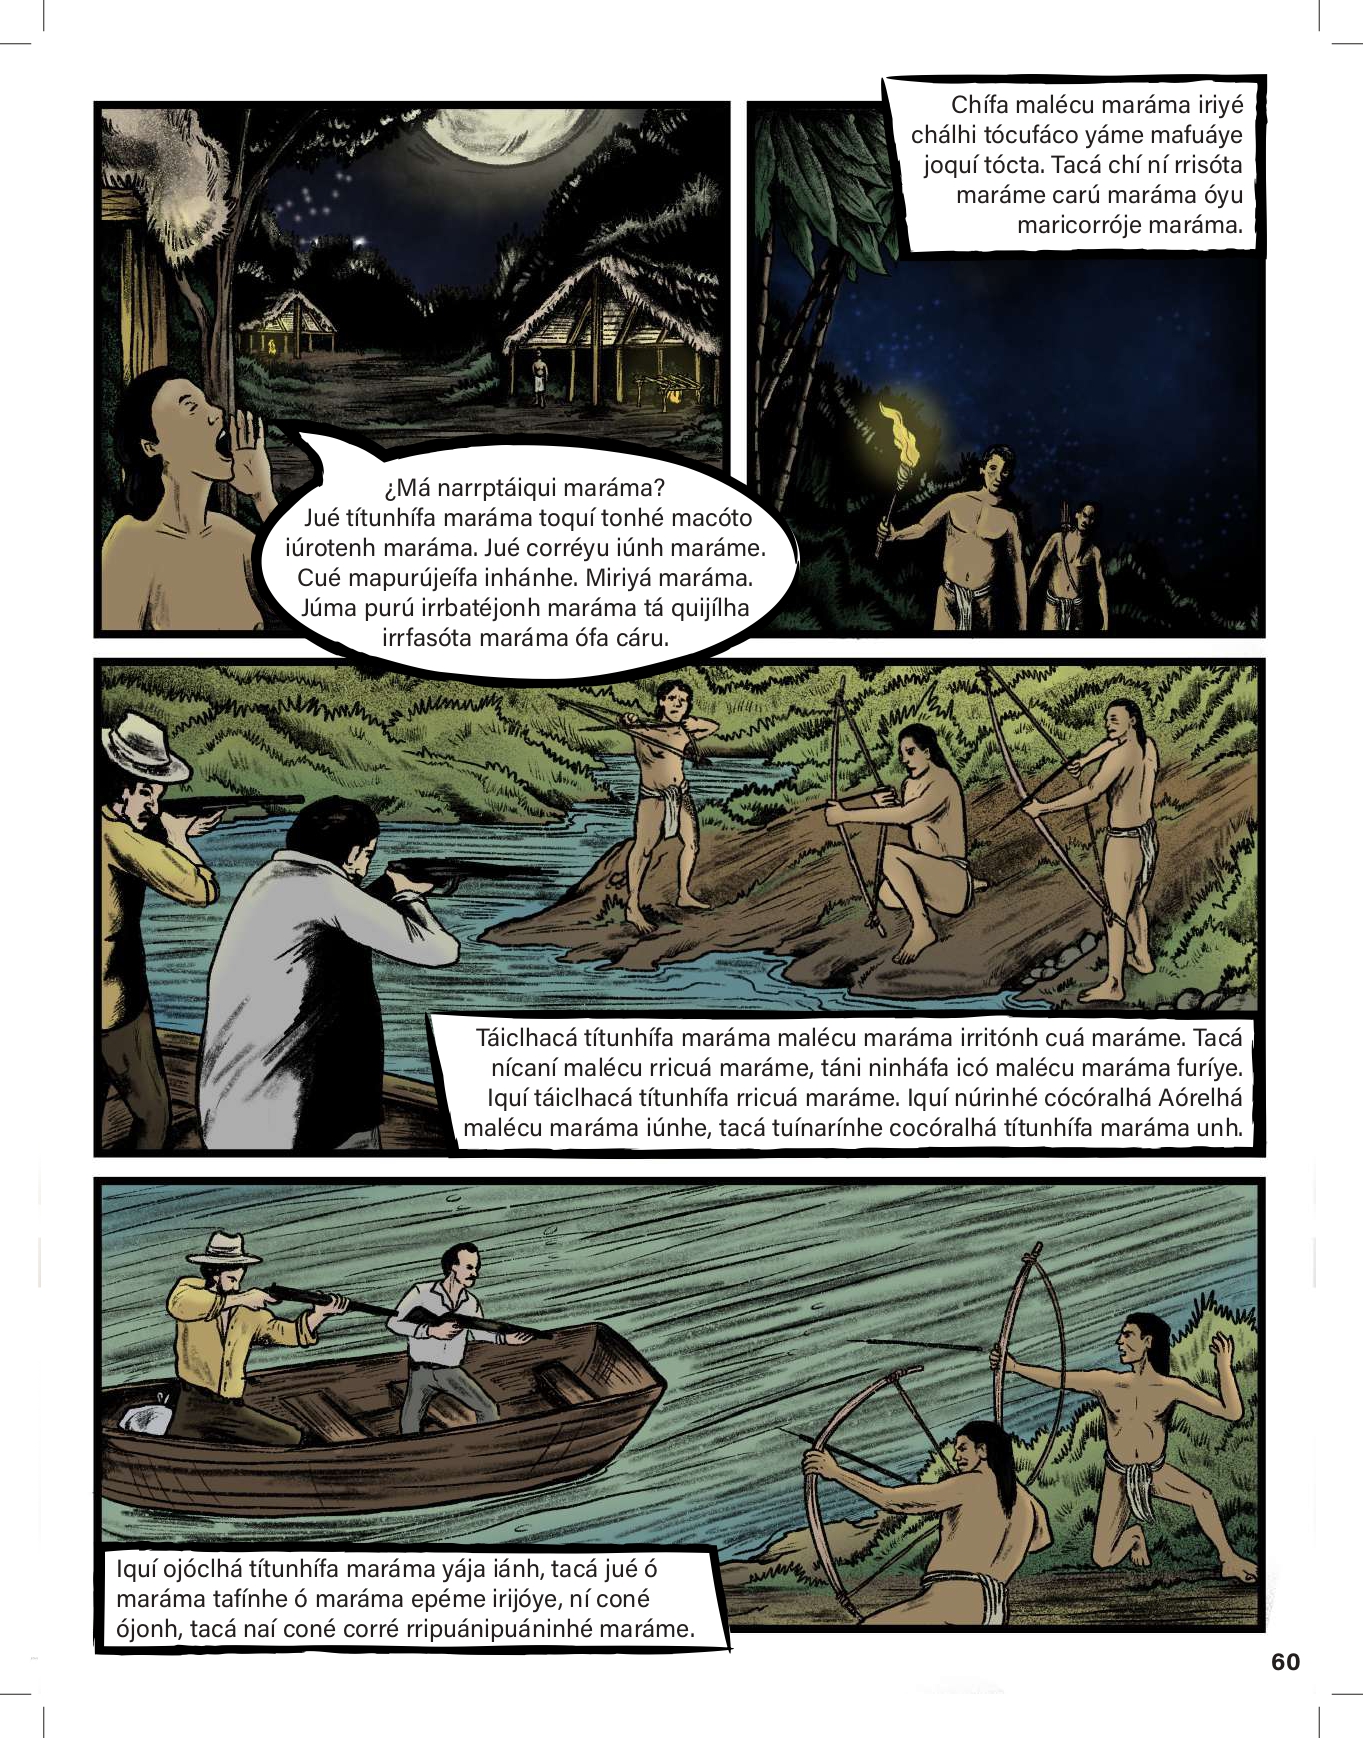 ¿Má narrptáiqui maráma?
Jué títunhífa maráma toquí tonhé macóto
iúrotenh maráma. Jué corréyu iúnh maráme.
Cué mapurújeífa inhánhe. Miriyá maráma.
Júma purú irrbatéjonh maráma tá quijílha
irrfasóta maráma ófa cáru.
Chífa malécu maráma iriyé
chálhi tócufáco yáme mafuáye
joquí tócta. Tacá chí ní rrisóta
maráme carú maráma óyu
maricorróje maráma.
Táiclhacá títunhífa maráma malécu maráma irritónh cuá maráme. Tacá
nícaní malécu rricuá maráme, táni ninháfa icó malécu maráma furíye.
Iquí táiclhacá títunhífa rricuá maráme. Iquí núrinhé cócóralhá Aórelhá
malécu maráma iúnhe, tacá tuínarínhe cocóralhá títunhífa maráma unh.
Iquí ojóclhá títunhífa maráma yája iánh, tacá jué ó
maráma tafínhe ó maráma epéme irijóye, ní coné
ójonh, tacá naí coné corré rripuánipuáninhé maráme.
60